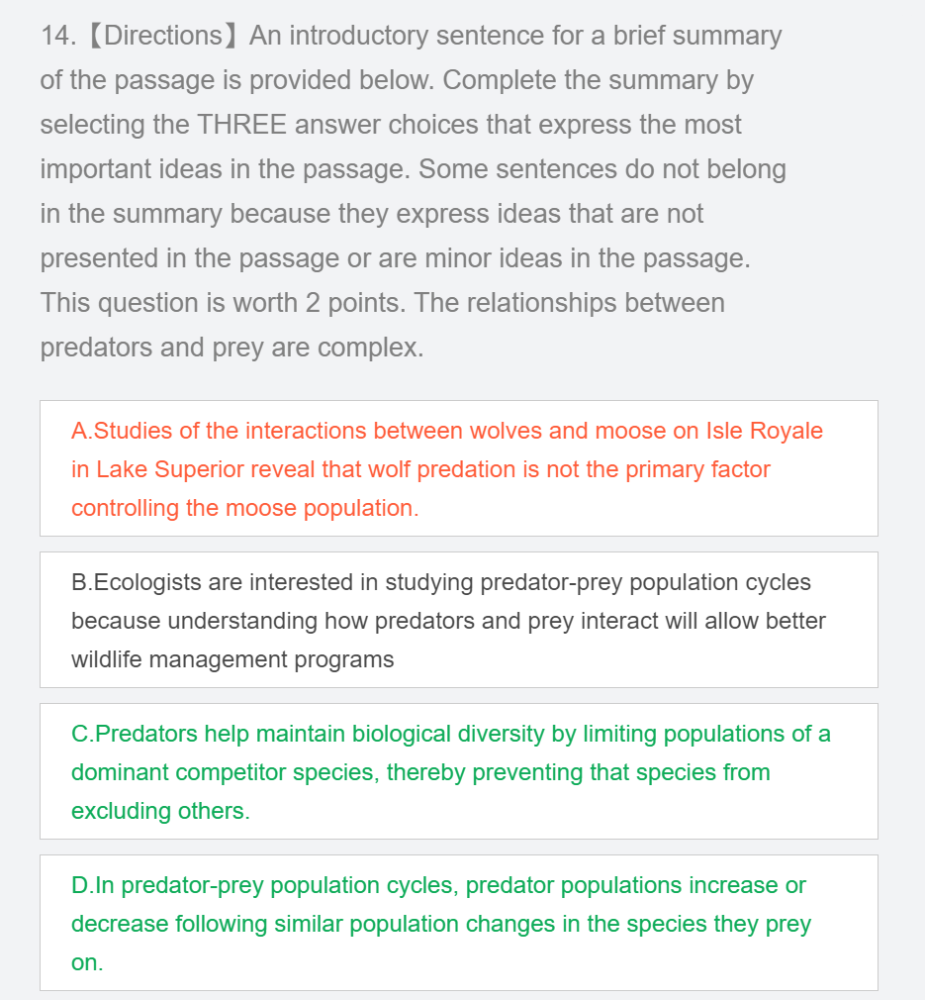 14.【Directions】An introductory sentence for a brief summary
of the passage is provided below. Complete the summary by
selecting the THREE answer choices that express the most
important ideas in the passage. Some sentences do not belong
in the summary because they express ideas that are not
presented in the passage or are minor ideas in the passage.
This question is worth 2 points. The relationships between
predators and prey are complex.
A.Studies of the interactions between wolves and moose on Isle Royale
in Lake Superior reveal that wolf predation is not the primary factor
controlling the moose population.
B.Ecologists are interested in studying predator-prey population cycles
because understanding how predators and prey interact will allow better
wildlife management programs
C.Predators help maintain biological diversity by limiting populations of a
dominant competitor species, thereby preventing that species from
excluding others.
D.In predator-prey population cycles, predator populations increase or
decrease following similar population changes in the species they prey
on.